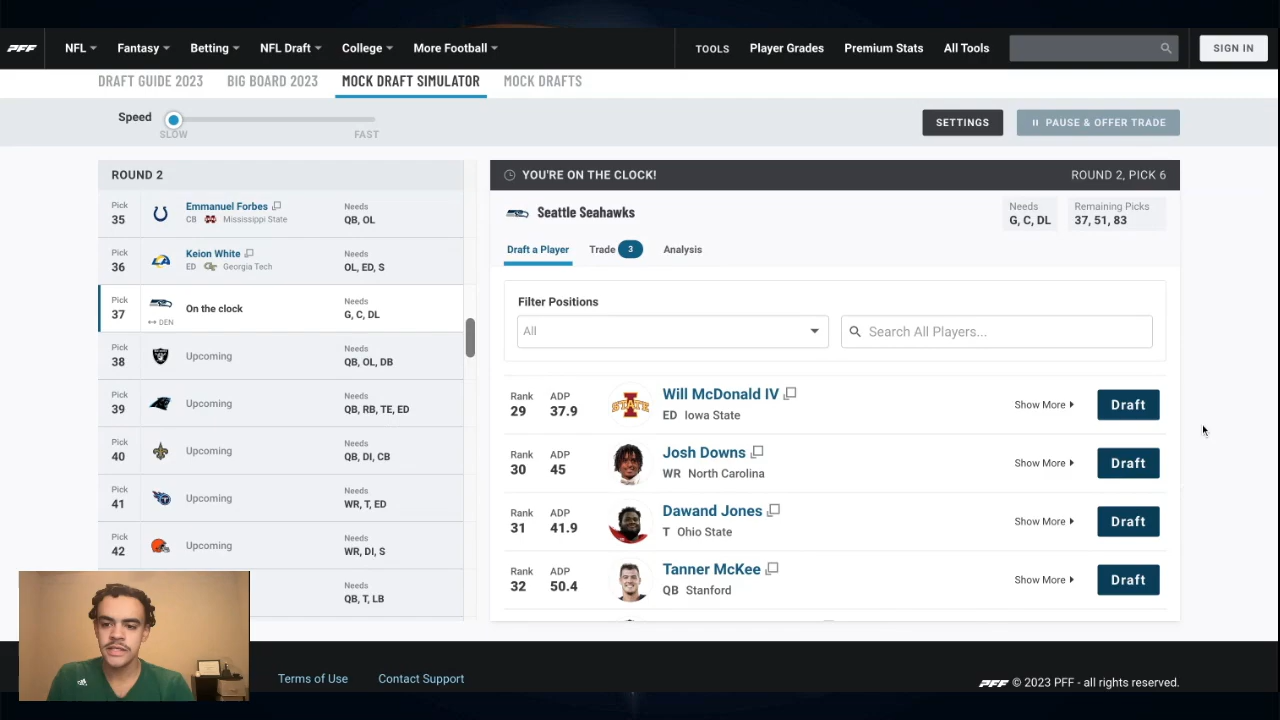 PFF
NFL
Fantasy
Betting
NFL Draft
College
More Football
TOOLS
Player Grades
Premium Stats
All Tools
SIGN IN
DRAFT GUIDE 2023
BIG BOARD 2023
MOCK DRAFT SIMULATOR
MOCK DRAFTS
Speed
SLOW
FAST
SETTINGS
PAUSE & OFFER TRADE
ROUND 2
Pick
35
Emmanuel Forbes
CB Mississippi State
Needs
QB, OL
Pick
36
Keion White
ED Georgia Tech
Needs
OL, ED, S
Pick
37
DEN
On the clock
Needs
G, C, DL
Pick
38
Upcoming
Needs
QB, OL, DB
Pick
39
Upcoming
Needs
QB, RB, TE, ED
Pick
40
Upcoming
Needs
QB, DI, CB
Pick
41
Upcoming
Needs
WR, T, ED
Pick
42
Upcoming
Needs
WR, DI, S
Needs
QB, T, LB
YOU'RE ON THE CLOCK!
ROUND 2, PICK 6
Seattle Seahawks
Needs
G, C, DL
Remaining Picks
37, 51, 83
Draft a Player
Trade 3
Analysis
Filter Positions
All
Search All Players...
Rank
29
ADP
37.9
STATE
Will McDonald IV
ED Iowa State
Show More
Draft
Rank
30
ADP
45
Josh Downs
WR North Carolina
Show More
Draft
Rank
31
ADP
41.9
Dawand Jones
T Ohio State
Show More
Draft
Rank
32
ADP
50.4
Tanner McKee
QB Stanford
Show More
Draft
Terms of Use
Contact Support
PFF © 2023 PFF - all rights reserved.